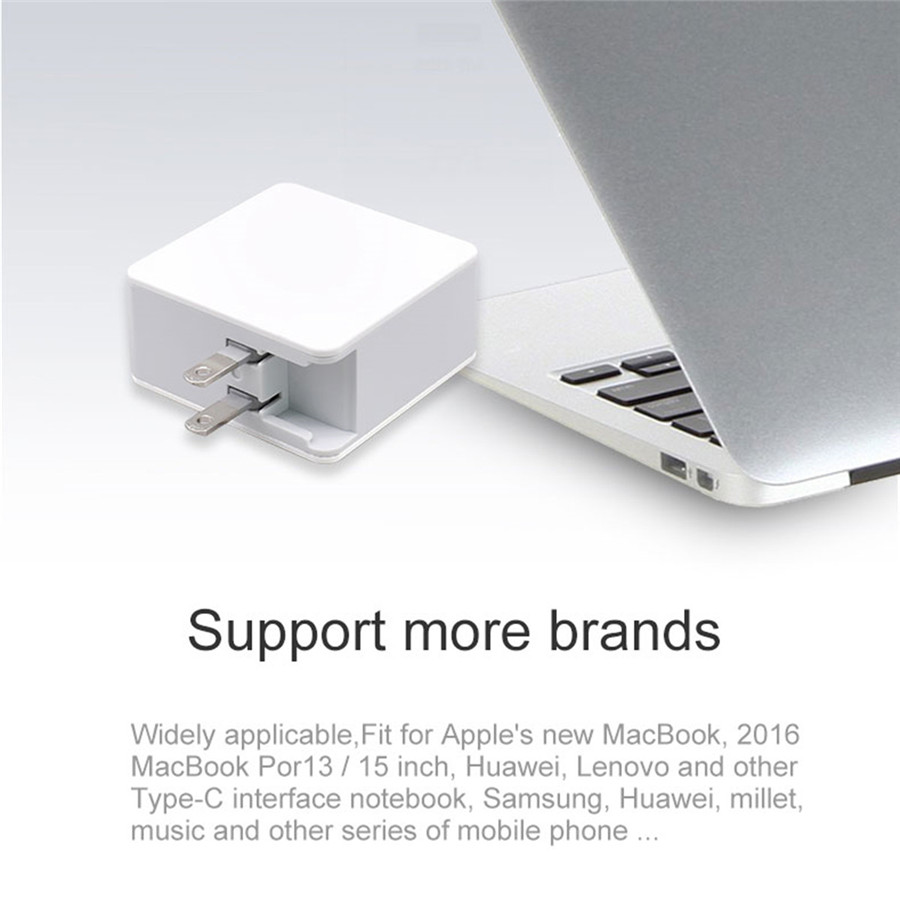 Support more brands
Widely applicable,Fit for Apple's new MacBook, 2016
MacBook Por13 / 15 inch, Huawei, Lenovo and other
Type-C interface notebook, Samsung, Huawei, millet,
music and other series of mobile phone ...